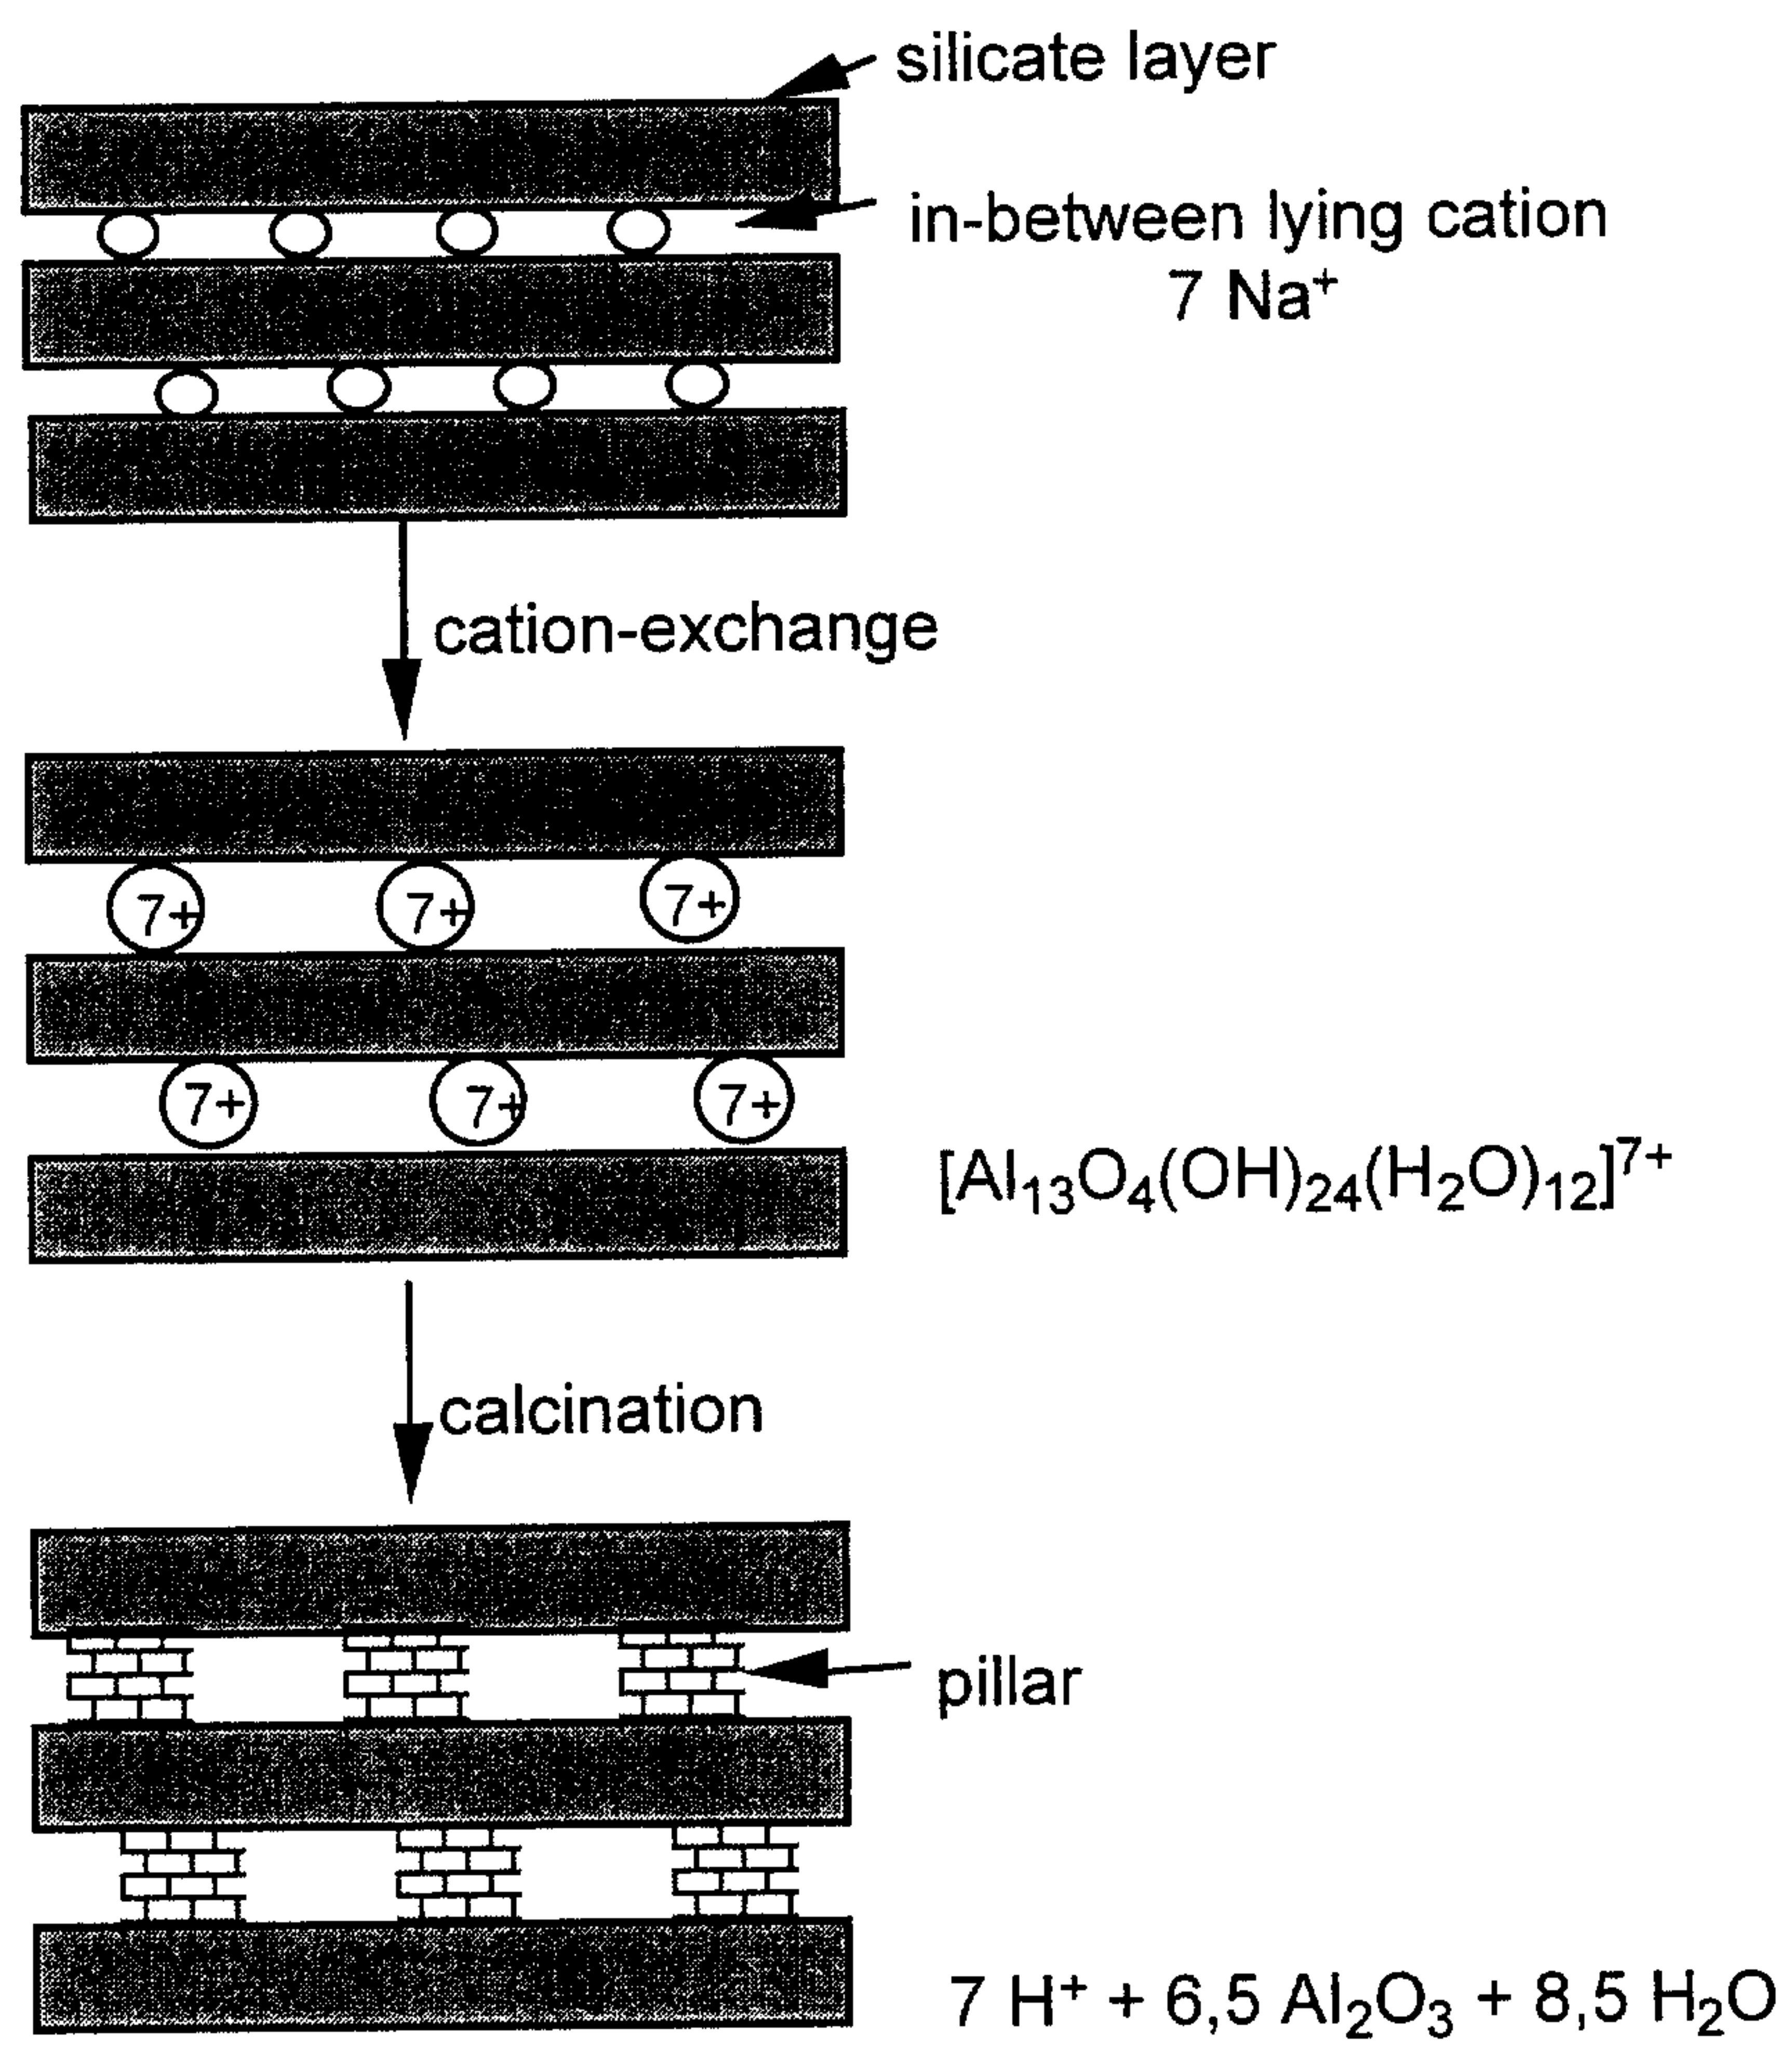 silicate layer
in-between lying cation
7 Na⁺
cation-exchange
7+ 7+ 7+
7+ 7+ 7+
[Al₁₃O₄(OH)₂₄(H₂O)₁₂]⁷⁺
calcination
pillar
7 H⁺ + 6,5 Al₂O₃ + 8,5 H₂O